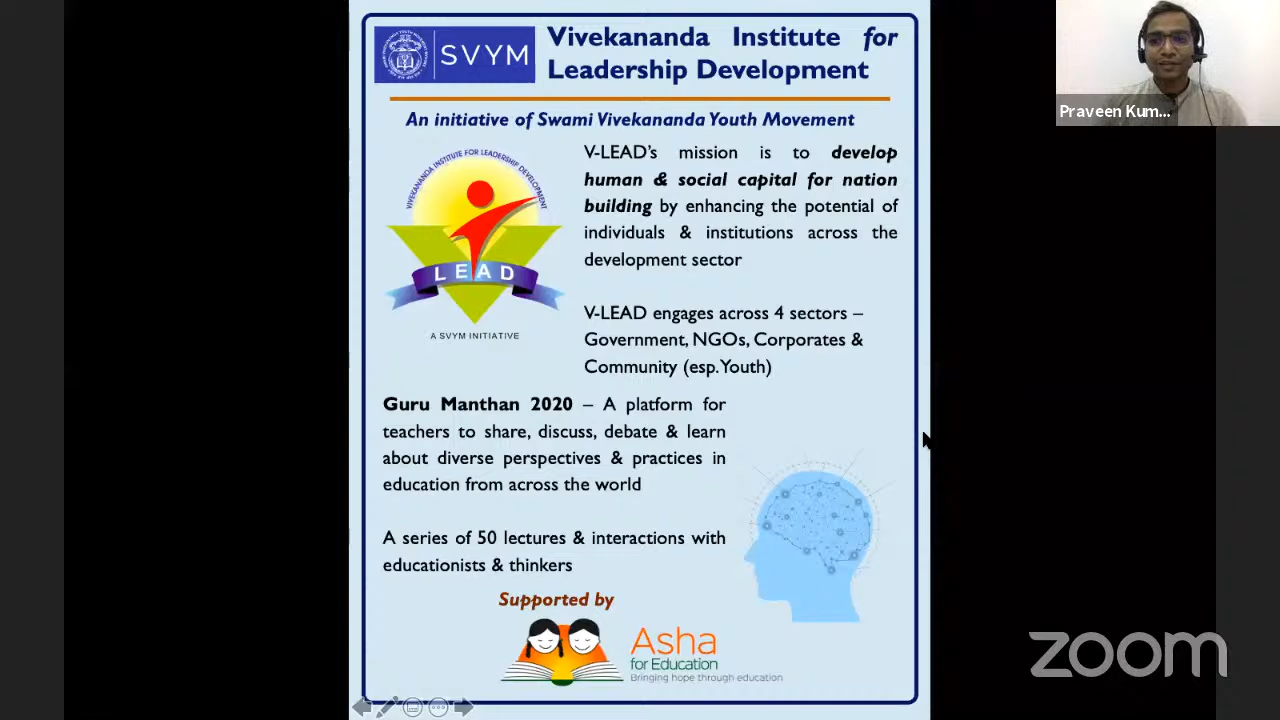 SVYM
Vivekananda Institute for
Leadership Development
Praveen Kum...
An initiative of Swami Vivekananda Youth Movement
VIVEKANANDA INSTITUTE FOR LEADERSHIP DEVELOPMENT
LEAD
A SVYM INITIATIVE
V-LEAD's mission is to develop
human & social capital for nation
building by enhancing the potential of
individuals & institutions across the
development sector
V-LEAD engages across 4 sectors –
Government, NGOs, Corporates &
Community (esp. Youth)
Guru Manthan 2020 – A platform for
teachers to share, discuss, debate & learn
about diverse perspectives & practices in
education from across the world
A series of 50 lectures & interactions with
educationists & thinkers
Supported by
Asha
for Education
Bringing hope through education
zoom